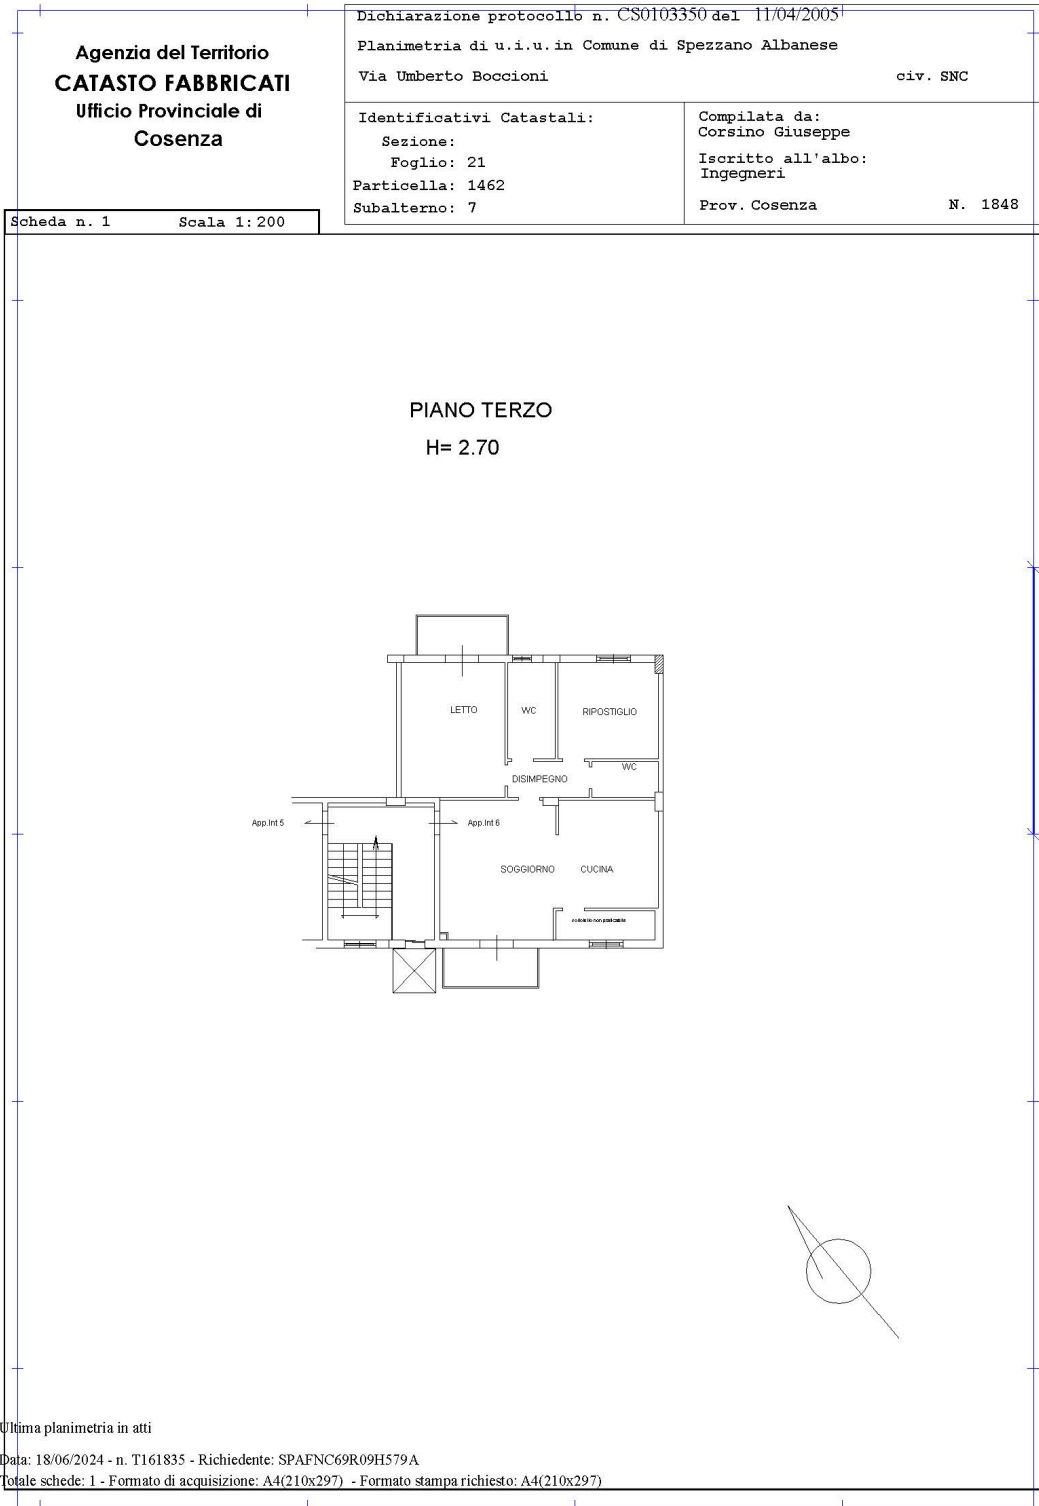 Agenzia del Territorio
CATASTO FABBRICATI
Ufficio Provinciale di
Cosenza
Dichiarazione protocollo n. CS0103350 del 11/04/2005
Planimetria di u.i.u. in Comune di Spezzano Albanese
Via Umberto Boccioni civ. SNC
Identificativi Catastali:
Sezione:
Foglio: 21
Particella: 1462
Subalterno: 7
Compilata da:
Corsino Giuseppe
Iscritto all'albo:
Ingegneri
Prov. Cosenza N. 1848
Scheda n. 1 Scala 1:200
PIANO TERZO
H= 2.70
LETTO
WC
RIPOSTIGLIO
DISIMPEGNO
WC
App.Int 5
App.Int 6
SOGGIORNO
CUCINA
non praticabile
Ultima planimetria in atti
Data: 18/06/2024 - n. T161835 - Richiedente: SPAFNC69R09H579A
Totale schede: 1 - Formato di acquisizione: A4(210x297) - Formato stampa richiesto: A4(210x297)